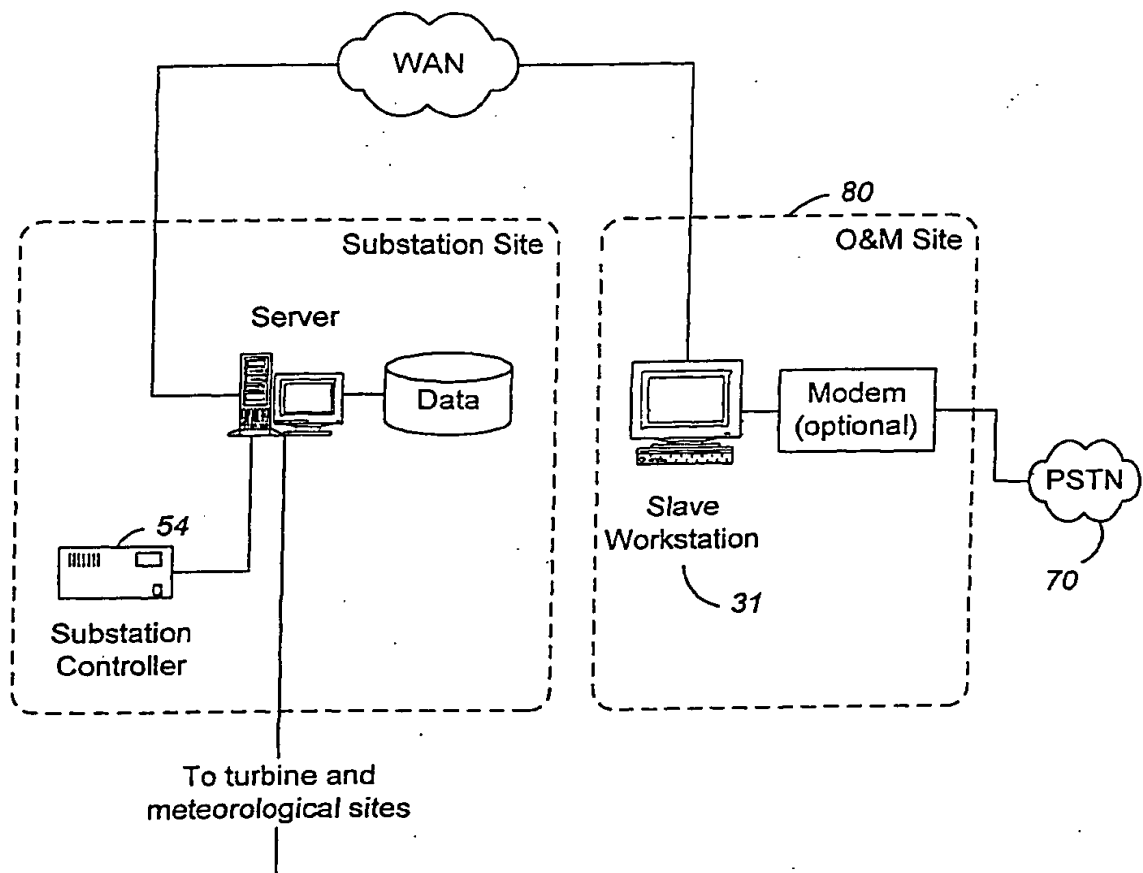 WAN
80
Substation Site
O&M Site
Server
Data
Modem
(optional)
PSTN
70
Slave
Workstation
31
54
Substation
Controller
To turbine and
meteorological sites